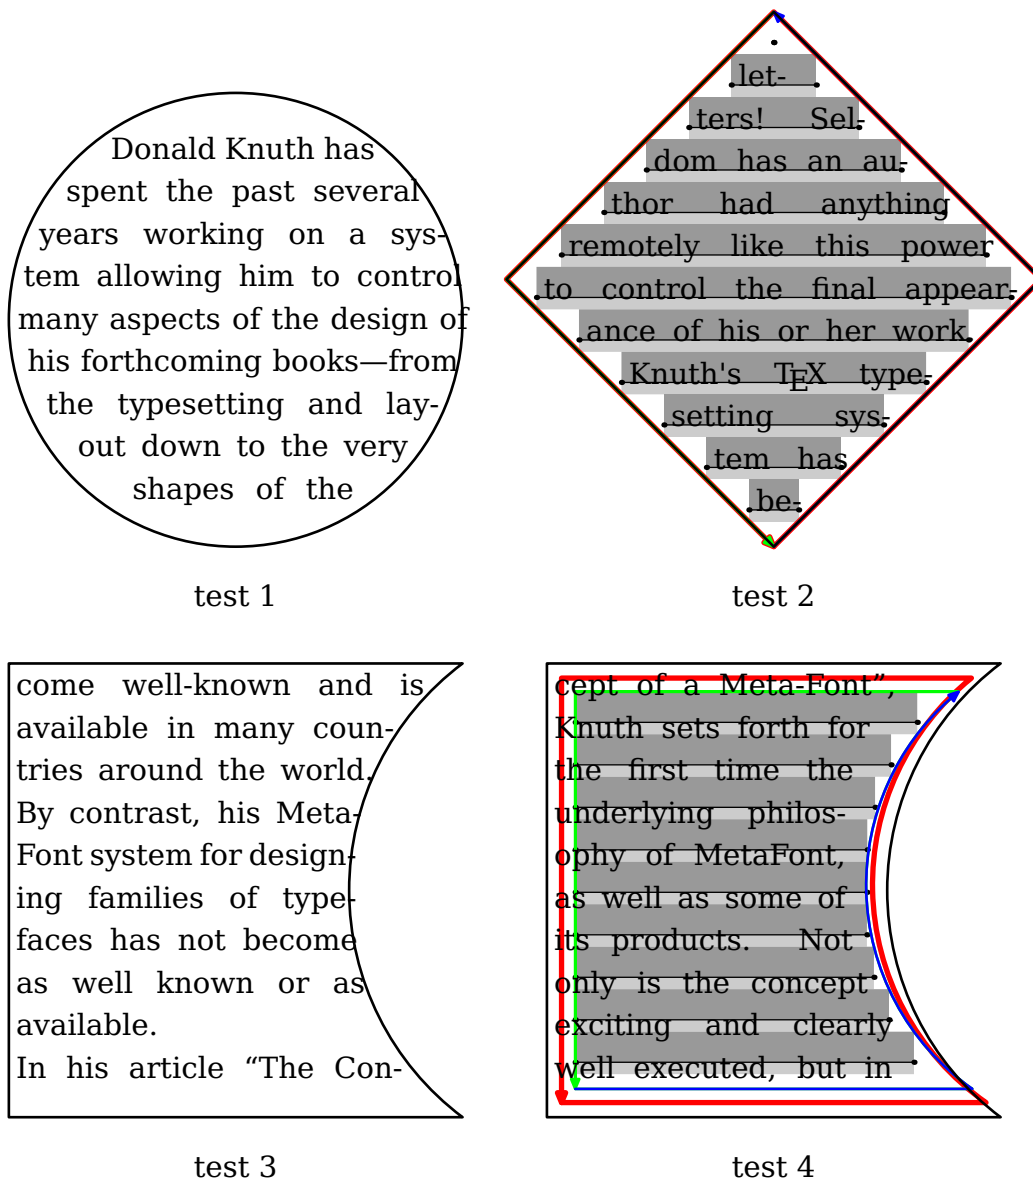 Donald Knuth has
spent the past several
years working on a sys-
tem allowing him to control
many aspects of the design of
his forthcoming books—from
the typesetting and lay-
out down to the very
shapes of the
test 1
let-
ters! Sel-
dom has an au-
thor had anything
remotely like this power
to control the final appear-
ance of his or her work.
Knuth's TEX type-
setting sys-
tem has
be-
test 2
come well-known and is
available in many coun-
tries around the world.
By contrast, his Meta-
Font system for design-
ing families of type-
faces has not become
as well known or as
available.
In his article “The Con-
test 3
cept of a Meta-Font”,
Knuth sets forth for
the first time the
underlying philos-
ophy of MetaFont,
as well as some of
its products. Not
only is the concept
exciting and clearly
well executed, but in
test 4